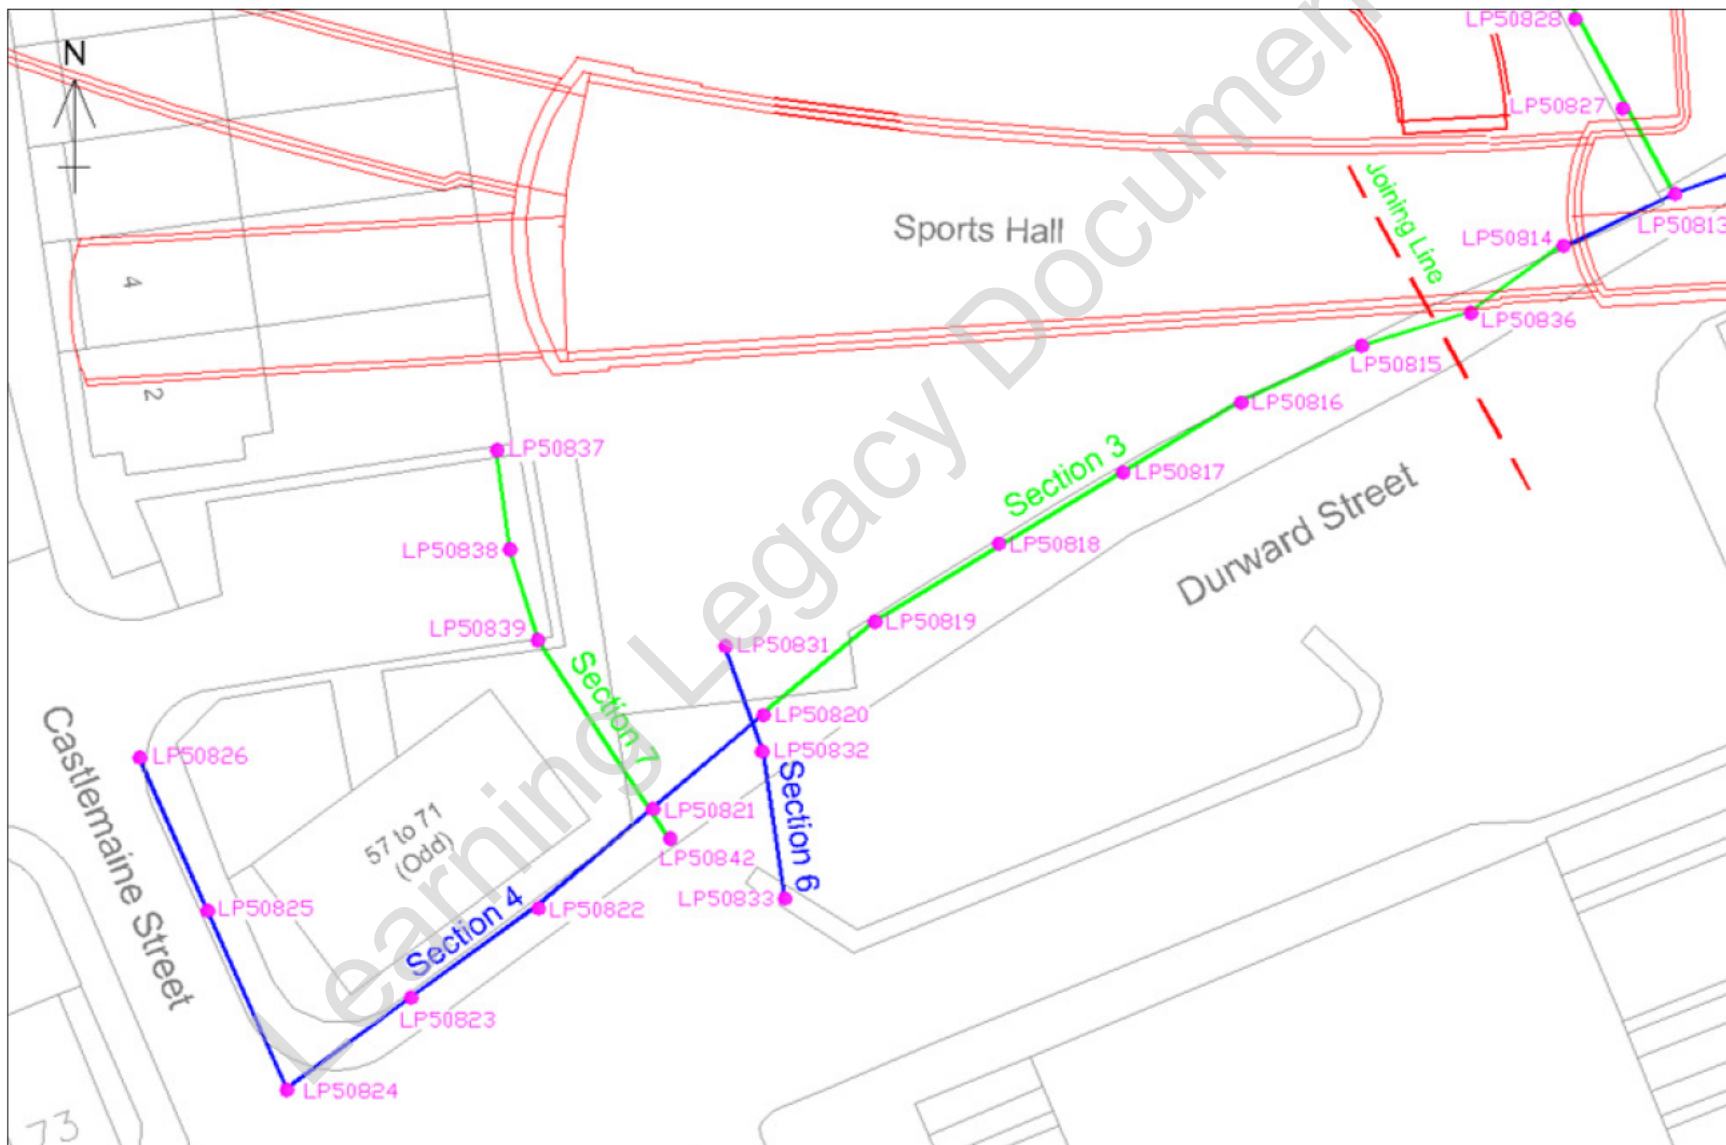 LP50828
N
LP50827
Joining Line
Sports Hall
LP50813
LP50814
4
LP50836
LP50815
2
LP50816
LP50837
Section 3
LP50817
Durward Street
LP50838
LP50818
LP50839
LP50819
LP50831
Section 7
LP50820
Castlemaine Street
LP50826
LP50832
Section 6
LP50821
57 to 71
(Odd)
LP50842
LP50833
LP50825
LP50822
Section 4
LP50823
LP50824
73
Learning Legacy Documen